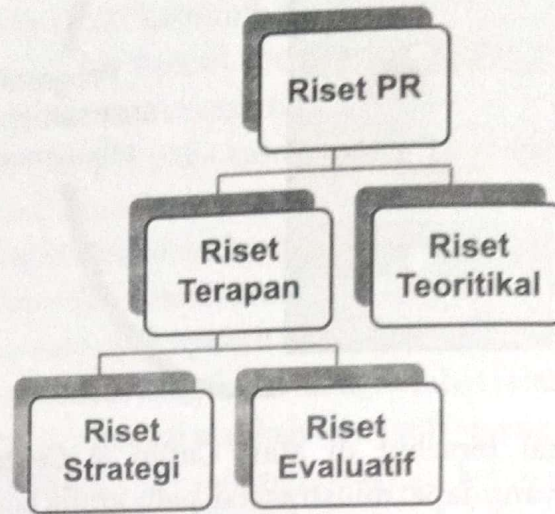 Riset PR
Riset
Terapan
Riset
Teoritikal
Riset
Strategi
Riset
Evaluatif